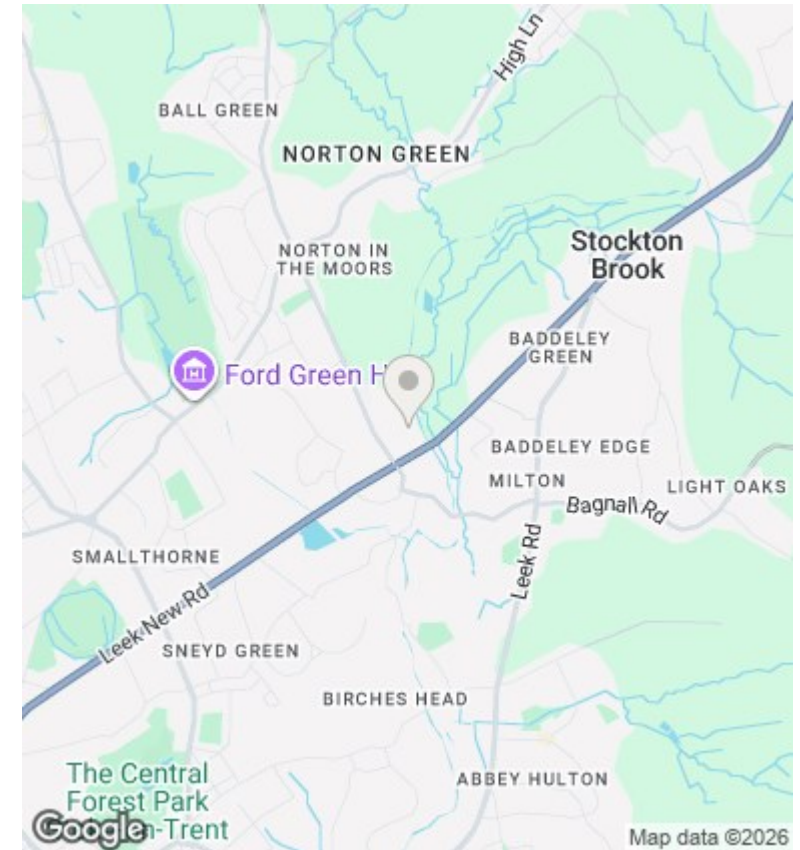 High Ln
BALL GREEN
NORTON GREEN
NORTON IN
THE MOORS
Stockton
Brook
BADDELEY
GREEN
Ford Green H
BADDELEY EDGE
MILTON
LIGHT OAKS
Bagnall Rd
SMALLTHORNE
Leek Rd
Leek New Rd
SNEYD GREEN
BIRCHES HEAD
The Central
Forest Park
ABBEY HULTON
Google
n-Trent
Map data ©2026